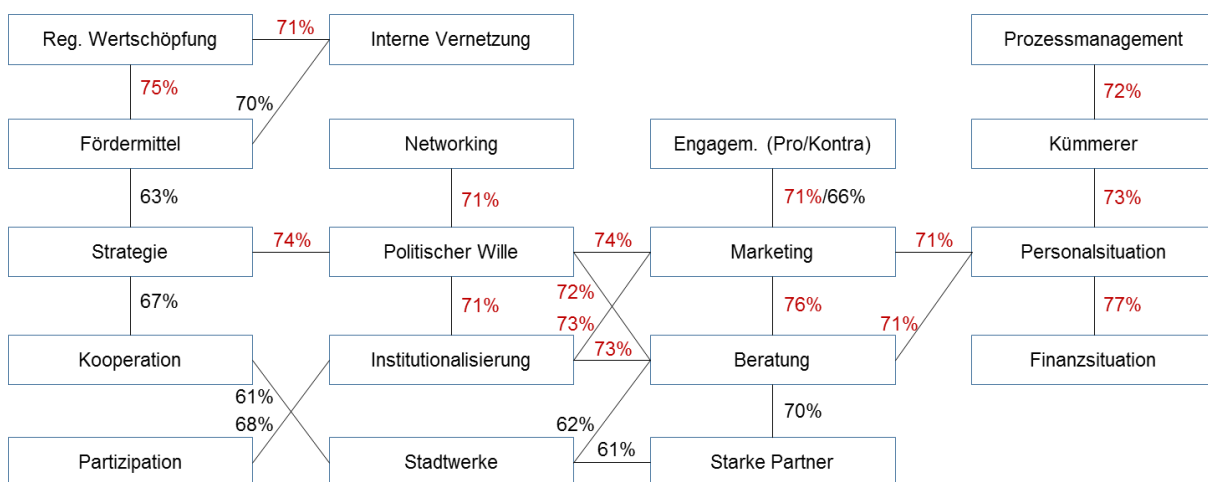 Reg. Wertschöpfung 71% Interne Vernetzung Prozessmanagement
75% 70% 72%
Fördermittel Networking Engagem. (Pro/Kontra) Kümmerer
63% 71% 71%/66% 73%
Strategie 74% Politischer Wille 74% Marketing 71% Personalsituation
67% 71% 72% 76% 77%
73% 71%
Kooperation Institutionalisierung 73% Beratung Finanzsituation
61% 70%
68% 62%
Partizipation Stadtwerke 61% Starke Partner